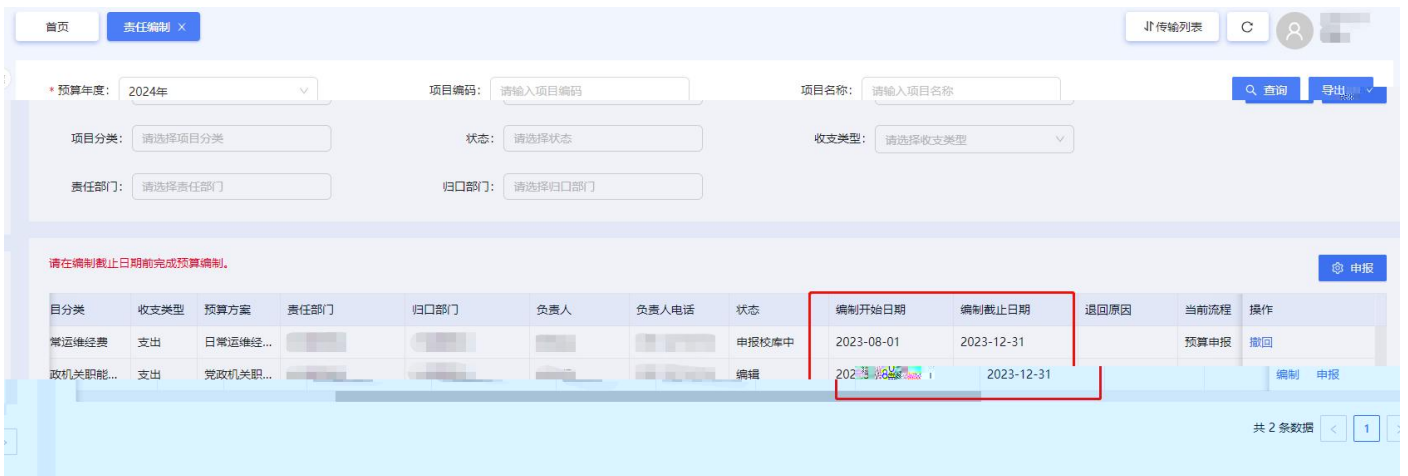 首页 责任编制 × 传输列表
* 预算年度: 2024年 项目编码: 请输入项目编码 项目名称: 请输入项目名称 查询 导出
项目分类: 请选择项目分类 状态: 请选择状态 收支类型: 请选择收支类型
责任部门: 请选择责任部门 归口部门: 请选择归口部门
请在编制截止日期前完成预算编制。 申报
目分类 收支类型 预算方案 责任部门 归口部门 负责人 负责人电话 状态 编制开始日期 编制截止日期 退回原因 当前流程 操作
常运维经费 支出 日常运维经... 申报校库中 2023-08-01 2023-12-31 预算申报 撤回
政机关职能... 支出 党政机关职... 编辑 2023-12-31 编制 申报
共 2 条数据 < 1 >